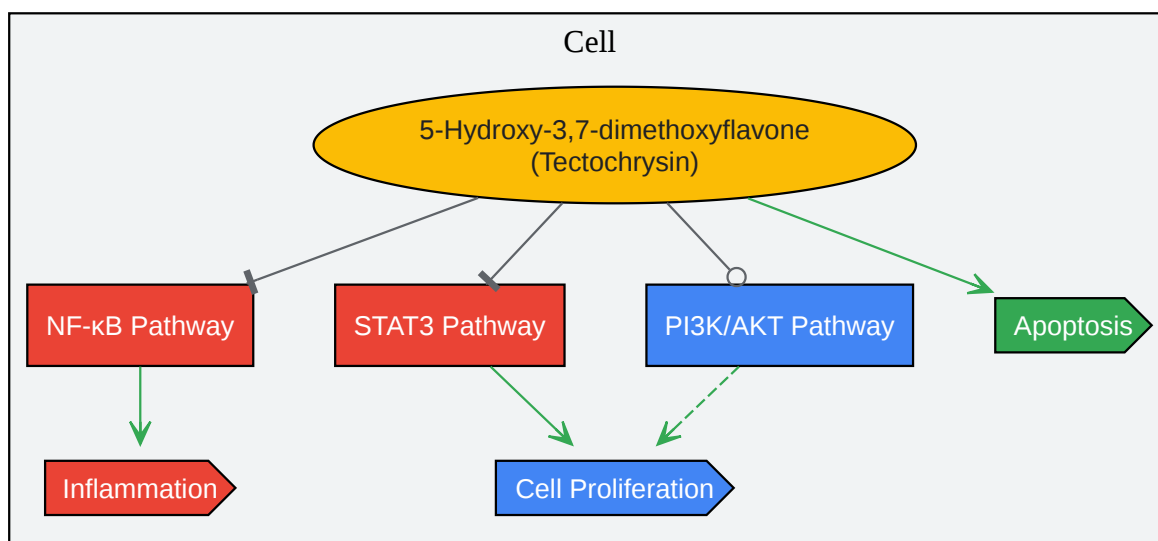 Cell
5-Hydroxy-3,7-dimethoxyflavone
(Tectochrysin)
NF-κB Pathway
STAT3 Pathway
PI3K/AKT Pathway
Apoptosis
Inflammation
Cell Proliferation